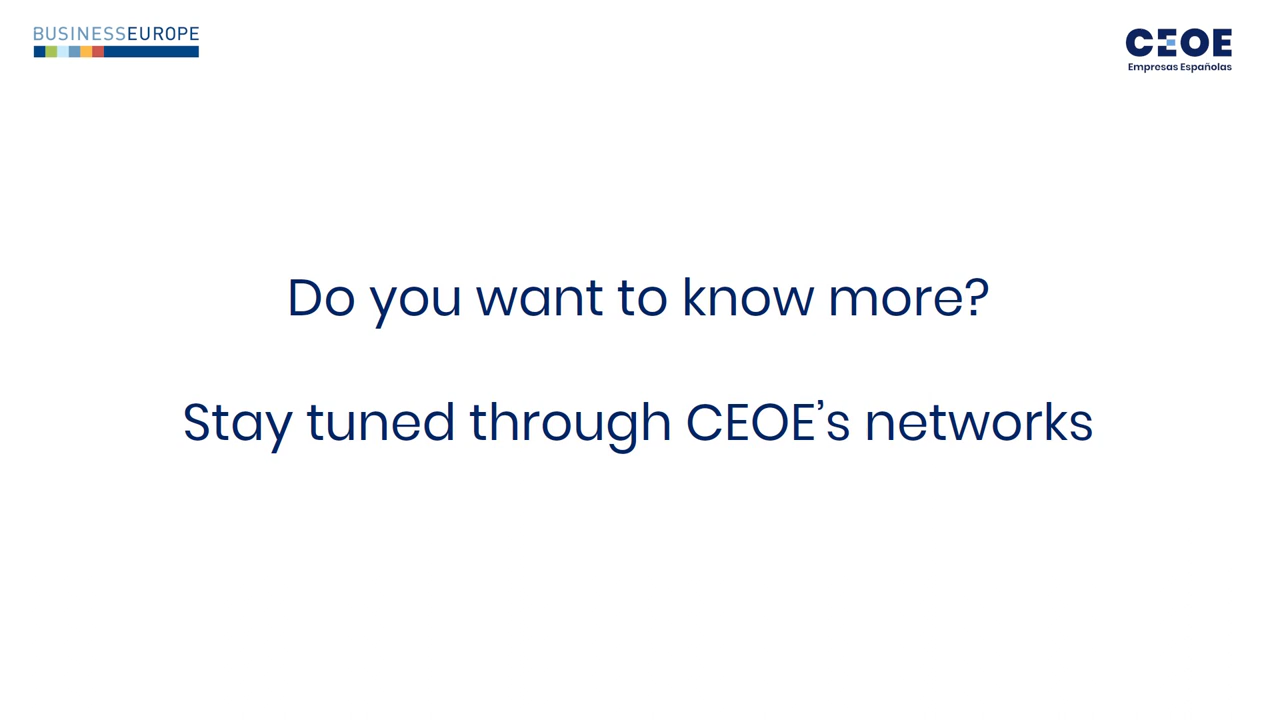 BUSINESSEUROPE
CEOE
Empresas Españolas
Do you want to know more?
Stay tuned through CEOE’s networks